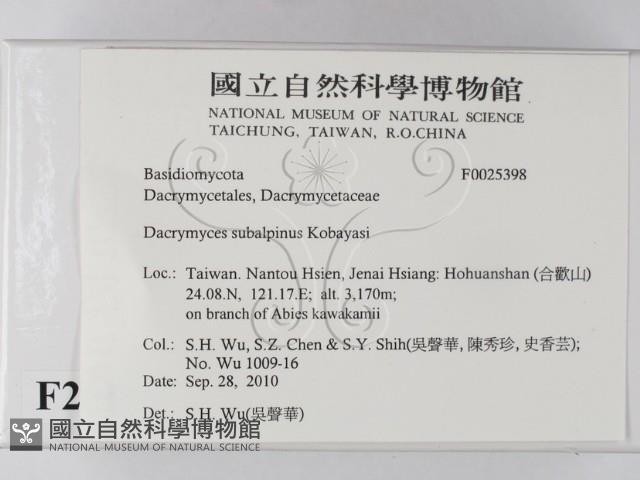 國立自然科學博物館
NATIONAL MUSEUM OF NATURAL SCIENCE
TAICHUNG, TAIWAN, R.O.CHINA
Basidiomycota F0025398
Dacrymycetales, Dacrymycetaceae
Dacrymyces subalpinus Kobayasi
Loc.: Taiwan. Nantou Hsien, Jenai Hsiang: Hohuanshan (合歡山)
24.08.N, 121.17.E; alt. 3,170m;
on branch of Abies kawakamii
Col.: S.H. Wu, S.Z. Chen & S.Y. Shih(吳聲華, 陳秀珍, 史香芸);
No. Wu 1009-16
Date: Sep. 28, 2010
Det.: S.H. Wu(吳聲華)
F2
國立自然科學博物館
NATIONAL MUSEUM OF NATURAL SCIENCE